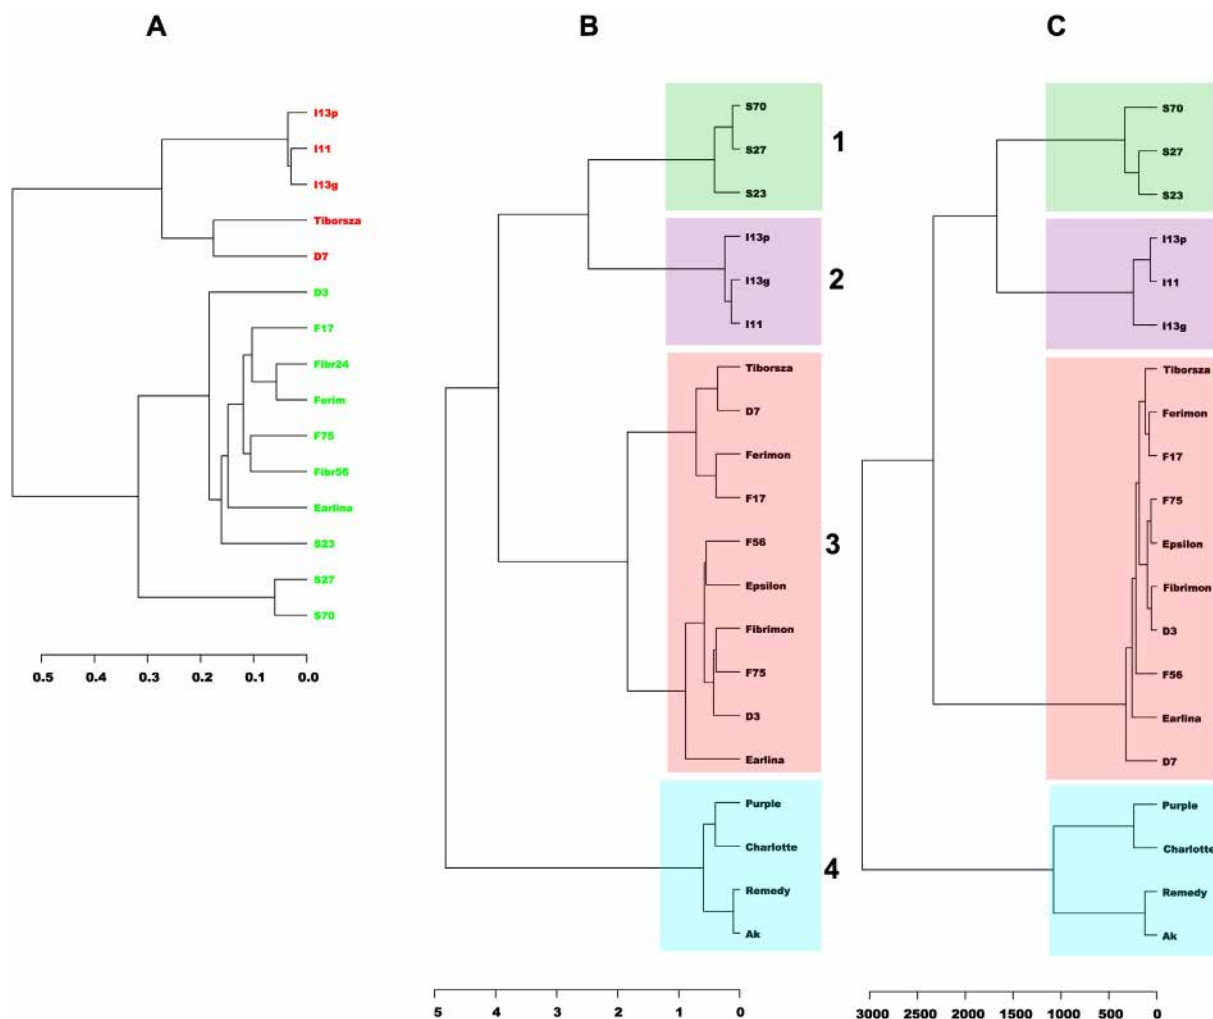 A
B
C
I13p
I11
I13g
Tiborsza
D7
D3
F17
Fibr24
Ferim
F75
Fibr56
Earlina
S23
S27
S70
0.5 0.4 0.3 0.2 0.1 0.0
S70
S27
S23
1
I13p
I13g
I11
2
Tiborsza
D7
Ferimon
F17
F56
Epsilon
Fibrimon
F75
D3
Earlina
3
Purple
Charlotte
Remedy
Ak
4
5 4 3 2 1 0
S70
S27
S23
I13p
I11
I13g
Tiborsza
Ferimon
F17
F75
Epsilon
Fibrimon
D3
F56
Earlina
D7
Purple
Charlotte
Remedy
Ak
3000 2500 2000 1500 1000 500 0